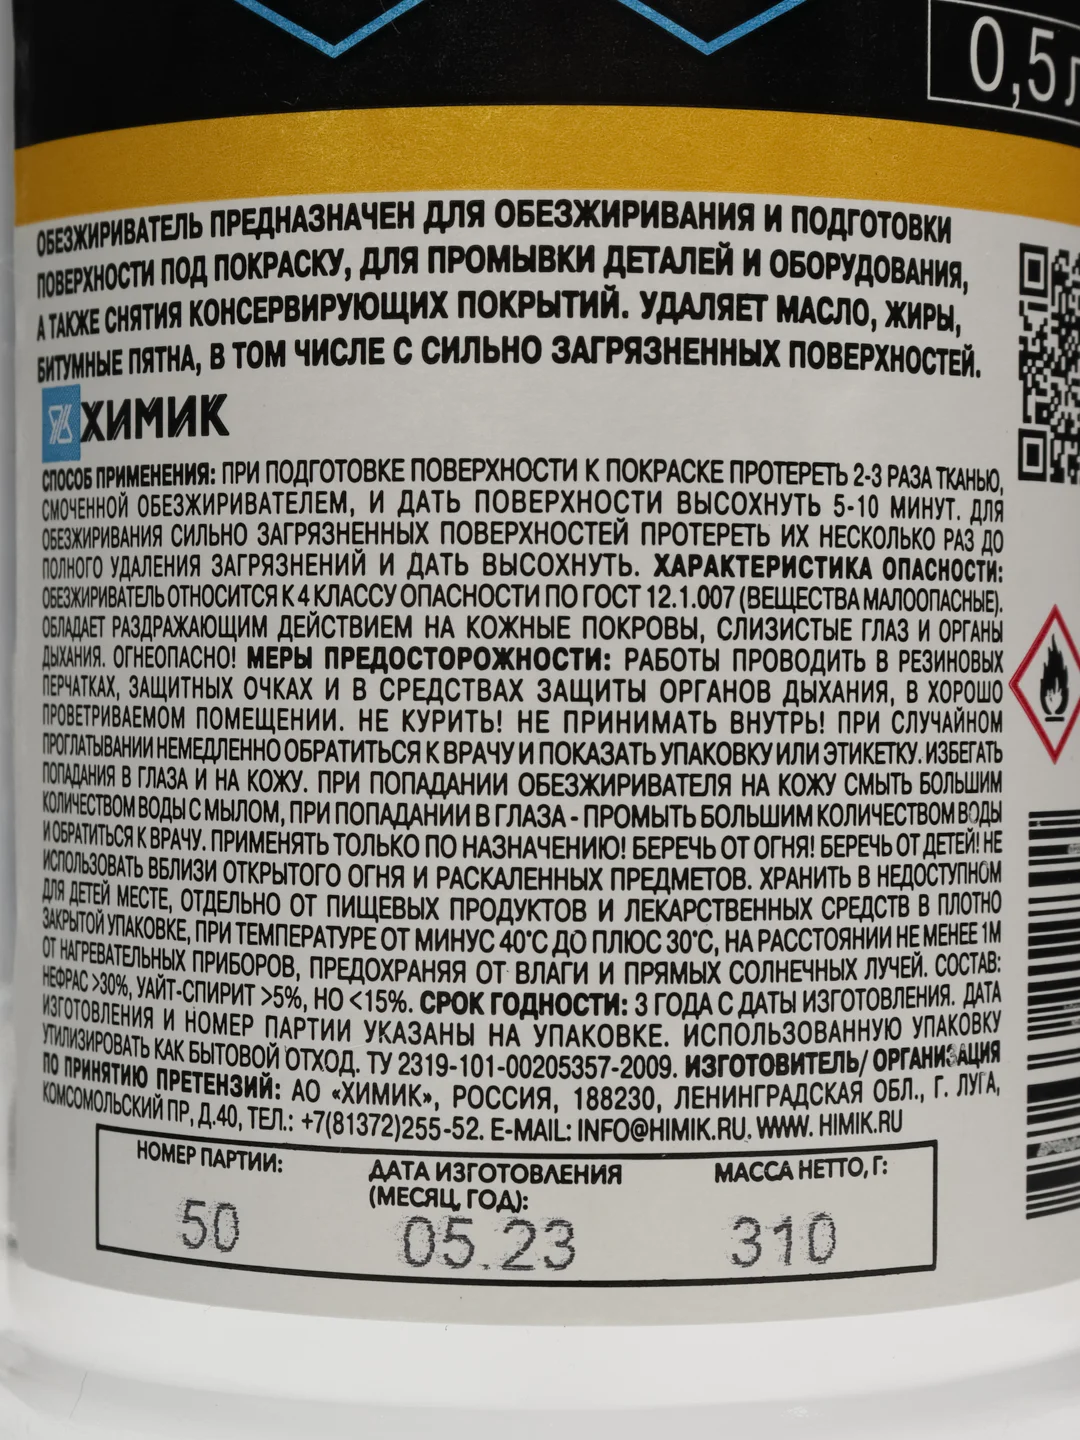 0,5л
ОБЕЗЖИРИВАТЕЛЬ ПРЕДНАЗНАЧЕН ДЛЯ ОБЕЗЖИРИВАНИЯ И ПОДГОТОВКИ
ПОВЕРХНОСТИ ПОД ПОКРАСКУ, ДЛЯ ПРОМЫВКИ ДЕТАЛЕЙ И ОБОРУДОВАНИЯ,
А ТАКЖЕ СНЯТИЯ КОНСЕРВИРУЮЩИХ ПОКРЫТИЙ. УДАЛЯЕТ МАСЛО, ЖИРЫ,
БИТУМНЫЕ ПЯТНА, В ТОМ ЧИСЛЕ С СИЛЬНО ЗАГРЯЗНЕННЫХ ПОВЕРХНОСТЕЙ.
ХИМИК
СПОСОБ ПРИМЕНЕНИЯ: ПРИ ПОДГОТОВКЕ ПОВЕРХНОСТИ К ПОКРАСКЕ ПРОТЕРЕТЬ 2-3 РАЗА ТКАНЬЮ,
СМОЧЕННОЙ ОБЕЗЖИРИВАТЕЛЕМ, И ДАТЬ ПОВЕРХНОСТИ ВЫСОХНУТЬ 5-10 МИНУТ. ДЛЯ
ОБЕЗЖИРИВАНИЯ СИЛЬНО ЗАГРЯЗНЕННЫХ ПОВЕРХНОСТЕЙ ПРОТЕРЕТЬ ИХ НЕСКОЛЬКО РАЗ ДО
ПОЛНОГО УДАЛЕНИЯ ЗАГРЯЗНЕНИЙ И ДАТЬ ВЫСОХНУТЬ. ХАРАКТЕРИСТИКА ОПАСНОСТИ:
ОБЕЗЖИРИВАТЕЛЬ ОТНОСИТСЯ К 4 КЛАССУ ОПАСНОСТИ ПО ГОСТ 12.1.007 (ВЕЩЕСТВА МАЛООПАСНЫЕ).
ОБЛАДАЕТ РАЗДРАЖАЮЩИМ ДЕЙСТВИЕМ НА КОЖНЫЕ ПОКРОВЫ, СЛИЗИСТЫЕ ГЛАЗ И ОРГАНЫ
ДЫХАНИЯ. ОГНЕОПАСНО! МЕРЫ ПРЕДОСТОРОЖНОСТИ: РАБОТЫ ПРОВОДИТЬ В РЕЗИНОВЫХ
ПЕРЧАТКАХ, ЗАЩИТНЫХ ОЧКАХ И В СРЕДСТВАХ ЗАЩИТЫ ОРГАНОВ ДЫХАНИЯ, В ХОРОШО
ПРОВЕТРИВАЕМОМ ПОМЕЩЕНИИ. НЕ КУРИТЬ! НЕ ПРИНИМАТЬ ВНУТРЬ! ПРИ СЛУЧАЙНОМ
ПРОГЛАТЫВАНИИ НЕМЕДЛЕННО ОБРАТИТЬСЯ К ВРАЧУ И ПОКАЗАТЬ УПАКОВКУ ИЛИ ЭТИКЕТКУ. ИЗБЕГАТЬ
ПОПАДАНИЯ В ГЛАЗА И НА КОЖУ. ПРИ ПОПАДАНИИ ОБЕЗЖИРИВАТЕЛЯ НА КОЖУ СМЫТЬ БОЛЬШИМ
КОЛИЧЕСТВОМ ВОДЫ С МЫЛОМ, ПРИ ПОПАДАНИИ В ГЛАЗА - ПРОМЫТЬ БОЛЬШИМ КОЛИЧЕСТВОМ ВОДЫ
И ОБРАТИТЬСЯ К ВРАЧУ. ПРИМЕНЯТЬ ТОЛЬКО ПО НАЗНАЧЕНИЮ! БЕРЕЧЬ ОТ ОГНЯ! БЕРЕЧЬ ОТ ДЕТЕЙ! НЕ
ИСПОЛЬЗОВАТЬ ВБЛИЗИ ОТКРЫТОГО ОГНЯ И РАСКАЛЕННЫХ ПРЕДМЕТОВ. ХРАНИТЬ В НЕДОСТУПНОМ
ДЛЯ ДЕТЕЙ МЕСТЕ, ОТДЕЛЬНО ОТ ПИЩЕВЫХ ПРОДУКТОВ И ЛЕКАРСТВЕННЫХ СРЕДСТВ В ПЛОТНО
ЗАКРЫТОЙ УПАКОВКЕ, ПРИ ТЕМПЕРАТУРЕ ОТ МИНУС 40°С ДО ПЛЮС 30°С, НА РАССТОЯНИИ НЕ МЕНЕЕ 1М
ОТ НАГРЕВАТЕЛЬНЫХ ПРИБОРОВ, ПРЕДОХРАНЯЯ ОТ ВЛАГИ И ПРЯМЫХ СОЛНЕЧНЫХ ЛУЧЕЙ. СОСТАВ:
НЕФРАС >30%, УАЙТ-СПИРИТ >5%, НО <15%. СРОК ГОДНОСТИ: 3 ГОДА С ДАТЫ ИЗГОТОВЛЕНИЯ. ДАТА
ИЗГОТОВЛЕНИЯ И НОМЕР ПАРТИИ УКАЗАНЫ НА УПАКОВКЕ. ИСПОЛЬЗОВАННУЮ УПАКОВКУ
УТИЛИЗИРОВАТЬ КАК БЫТОВОЙ ОТХОД. ТУ 2319-101-00205357-2009. ИЗГОТОВИТЕЛЬ/ ОРГАНИЗАЦИЯ
ПО ПРИНЯТИЮ ПРЕТЕНЗИЙ: АО «ХИМИК», РОССИЯ, 188230, ЛЕНИНГРАДСКАЯ ОБЛ., Г. ЛУГА,
КОМСОМОЛЬСКИЙ ПР, Д.40, ТЕЛ.: +7(81372)255-52. E-MAIL: INFO@HIMIK.RU. WWW. HIMIK.RU
НОМЕР ПАРТИИ: ДАТА ИЗГОТОВЛЕНИЯ МАССА НЕТТО, Г:
(МЕСЯЦ, ГОД):
50 05.23 310